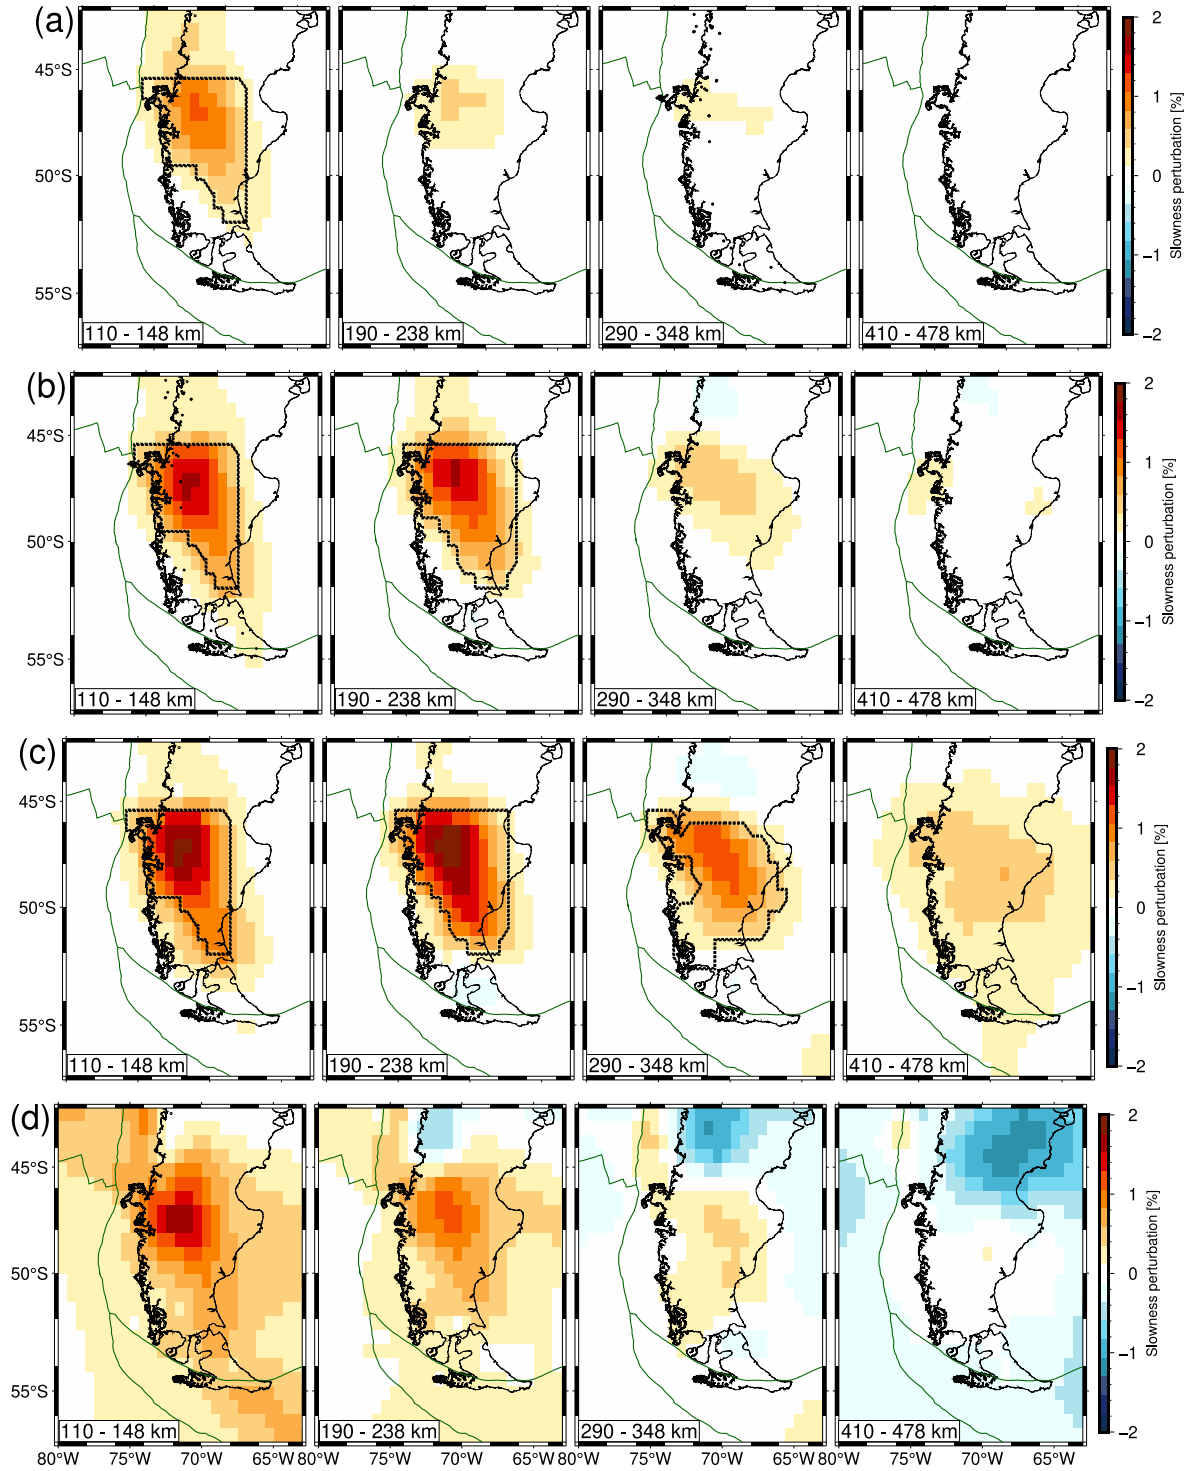 (a)
45°S
50°S
55°S
110 - 148 km
190 - 238 km
290 - 348 km
410 - 478 km
2
1
0
−1
−2
Slowness perturbation [%]
(b)
45°S
50°S
55°S
110 - 148 km
190 - 238 km
290 - 348 km
410 - 478 km
2
1
0
−1
−2
Slowness perturbation [%]
(c)
45°S
50°S
55°S
110 - 148 km
190 - 238 km
290 - 348 km
410 - 478 km
2
1
0
−1
−2
Slowness perturbation [%]
(d)
45°S
50°S
55°S
110 - 148 km
190 - 238 km
290 - 348 km
410 - 478 km
2
1
0
−1
−2
Slowness perturbation [%]
80°W 75°W 70°W 65°W 80°W 75°W 70°W 65°W 80°W 75°W 70°W 65°W 80°W 75°W 70°W 65°W